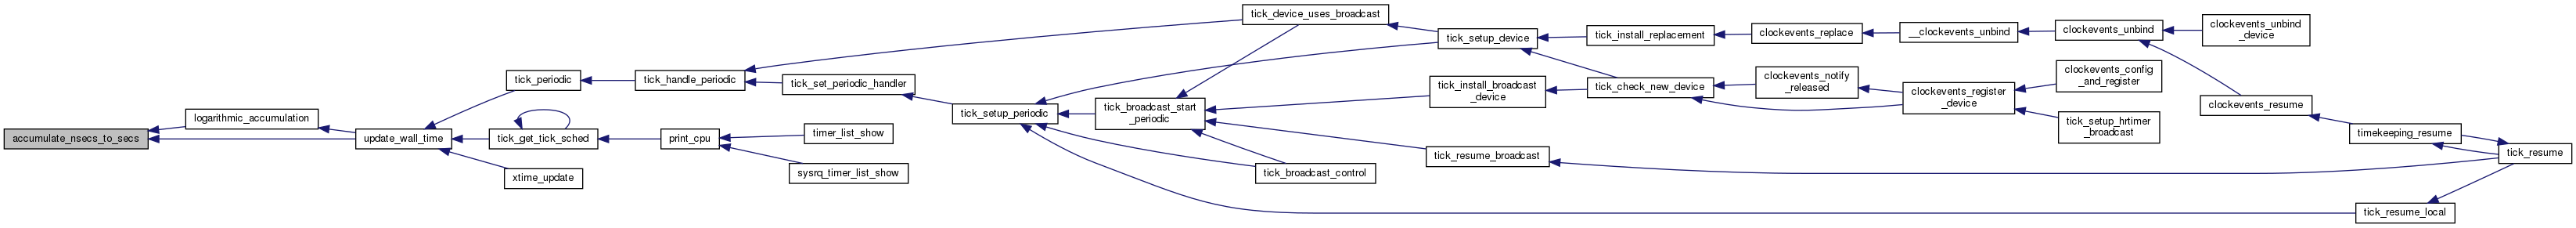 accumulate_nsecs_to_secs
logarithmic_accumulation
update_wall_time
tick_periodic
tick_get_tick_sched
xtime_update
tick_handle_periodic
print_cpu
tick_set_periodic_handler
timer_list_show
sysrq_timer_list_show
tick_setup_periodic
tick_broadcast_start
_periodic
tick_device_uses_broadcast
tick_broadcast_control
tick_setup_device
tick_install_broadcast
_device
tick_resume_broadcast
tick_install_replacement
tick_check_new_device
clockevents_replace
clockevents_notify
_released
__clockevents_unbind
clockevents_register
_device
clockevents_unbind
clockevents_config
_and_register
tick_setup_hrtimer
_broadcast
clockevents_unbind
_device
clockevents_resume
timekeeping_resume
tick_resume_local
tick_resume